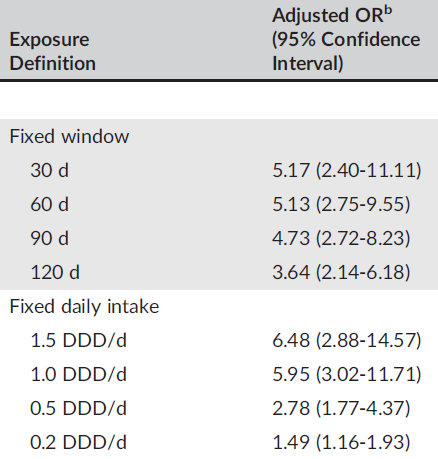 Exposure Definition Adjusted ORb (95% Confidence Interval)
Fixed window
30 d 5.17 (2.40-11.11)
60 d 5.13 (2.75-9.55)
90 d 4.73 (2.72-8.23)
120 d 3.64 (2.14-6.18)
Fixed daily intake
1.5 DDD/d 6.48 (2.88-14.57)
1.0 DDD/d 5.95 (3.02-11.71)
0.5 DDD/d 2.78 (1.77-4.37)
0.2 DDD/d 1.49 (1.16-1.93)